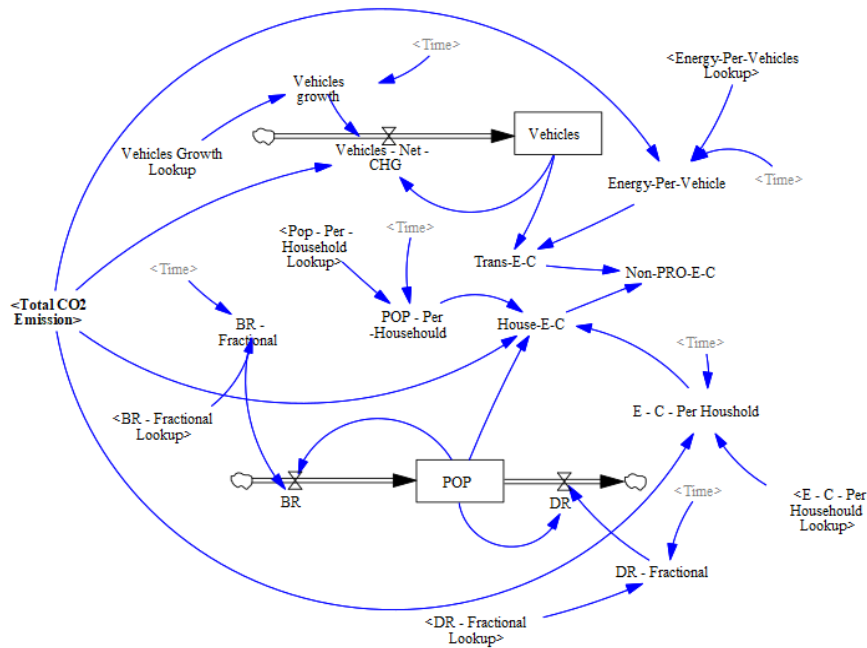 <Time>
<Energy-Per-Vehicles
Lookup>
Vehicles
growth
Vehicles
Vehicles Growth
Lookup
Vehicles - Net -
CHG
Energy-Per-Vehicle
<Time>
<Pop - Per -
Household
Lookup>
<Time>
Trans-E-C
Non-PRO-E-C
<Time>
<Total CO2
Emission>
BR -
Fractional
POP - Per
-Househould
House-E-C
<Time>
<BR - Fractional
Lookup>
E - C - Per Houshold
POP
BR
DR
<Time>
<E - C - Per
Househould
Lookup>
DR - Fractional
<DR - Fractional
Lookup>